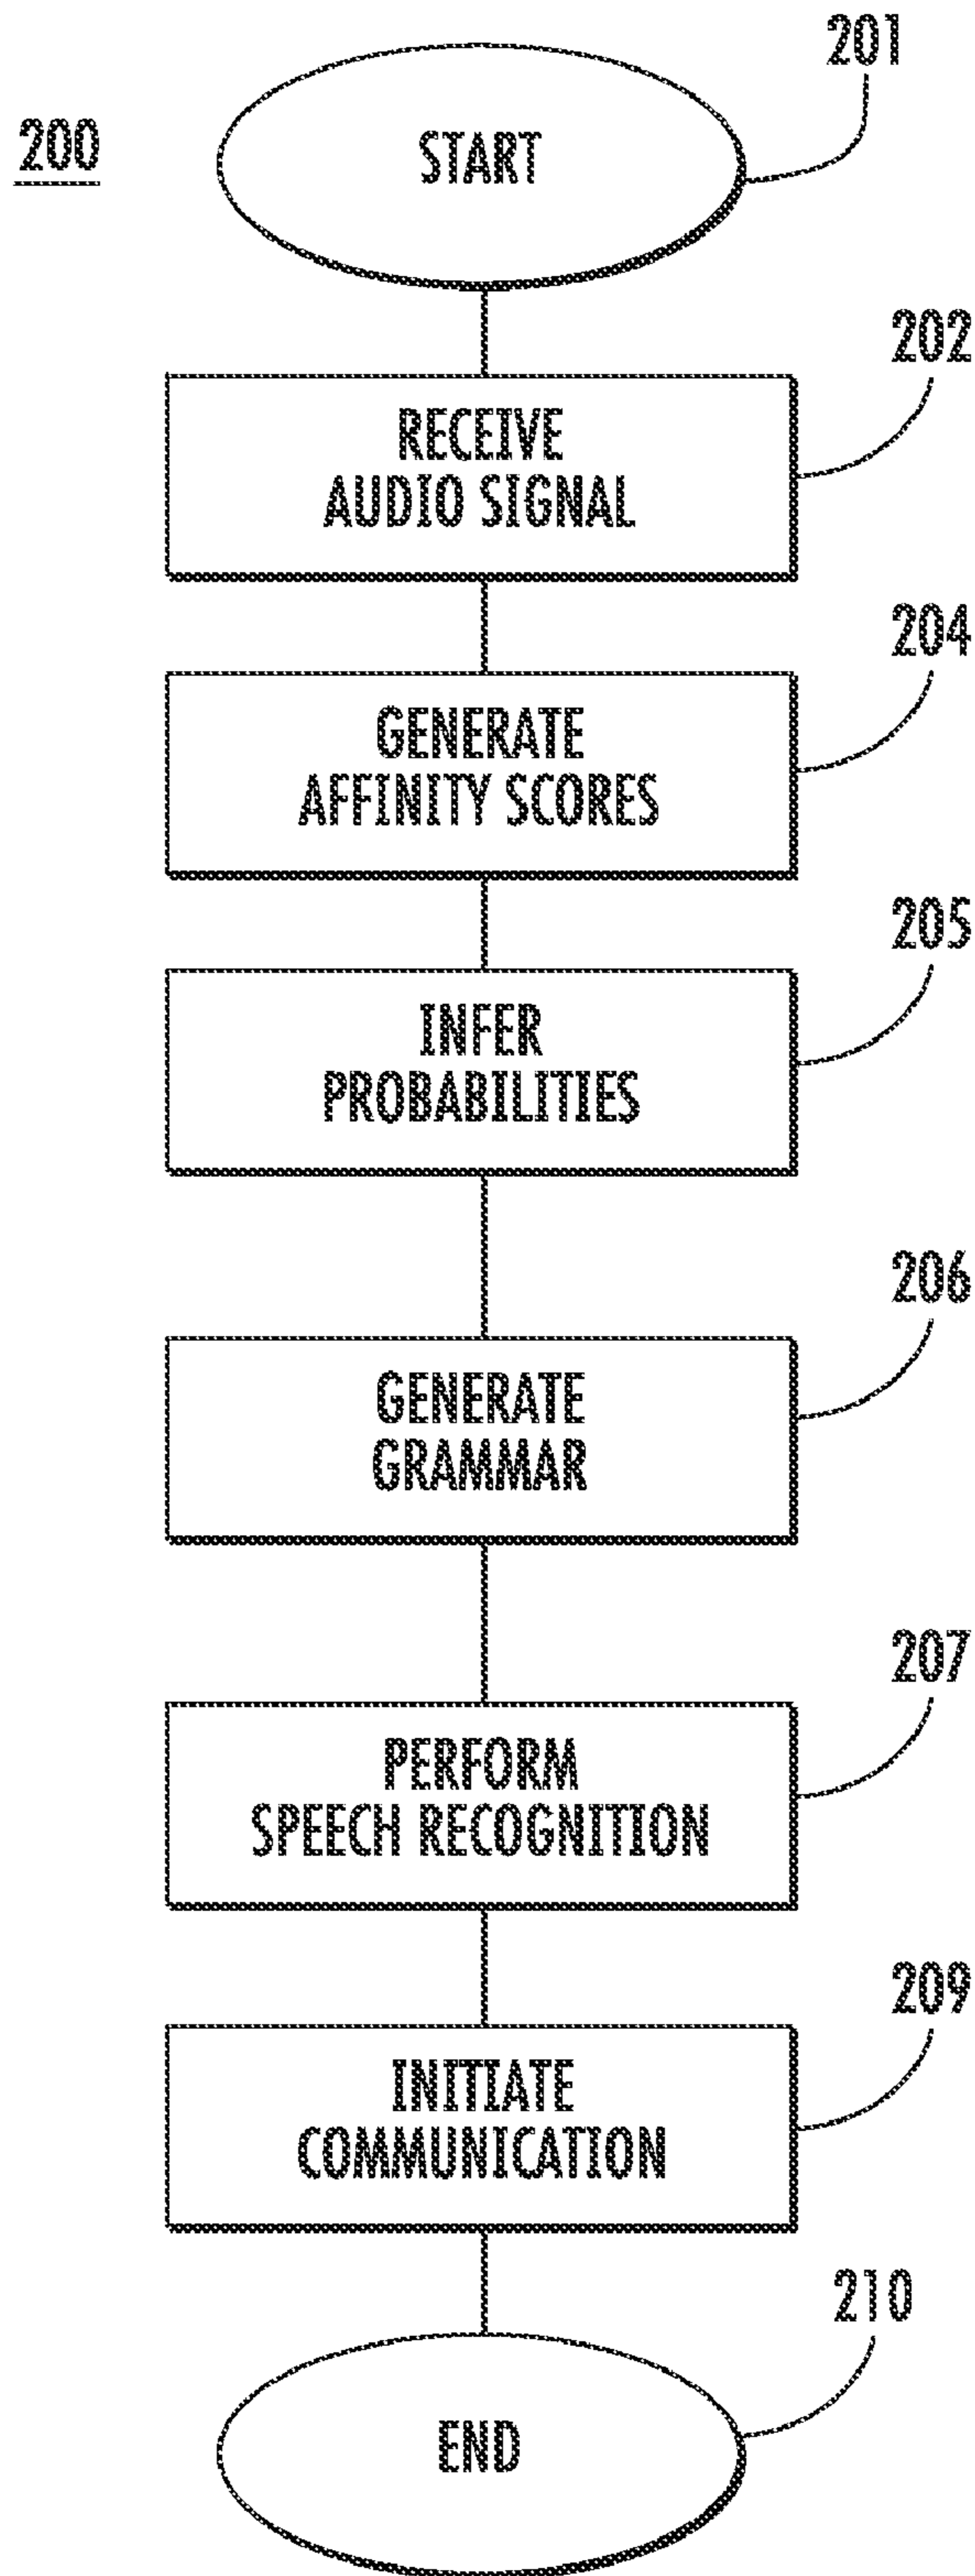 201
200
START
202
RECEIVE
AUDIO SIGNAL
204
GENERATE
AFFINITY SCORES
205
INFER
PROBABILITIES
206
GENERATE
GRAMMAR
207
PERFORM
SPEECH RECOGNITION
209
INITIATE
COMMUNICATION
210
END